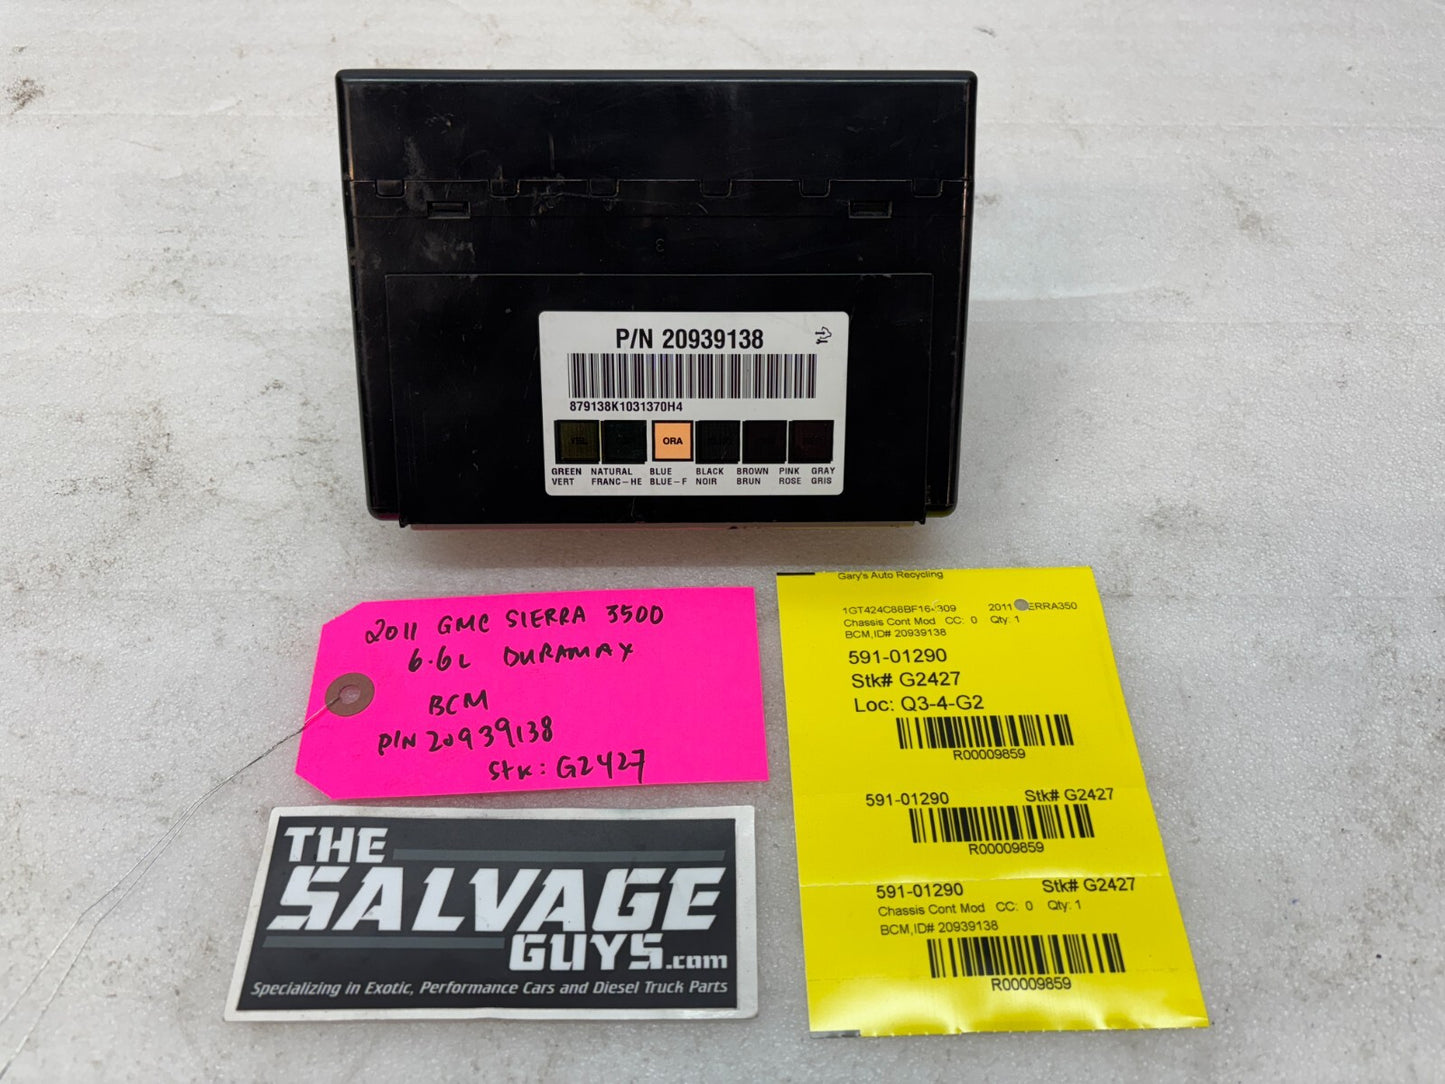 P/N 20939138
879138K1031370H4
ORA
GREEN NATURAL BLUE BLACK BROWN PINK GRAY
VERT FRANC-HE BLUE-F NOIR BRUN ROSE GRIS
2011 GMC SIERRA 3500
6.6L DURAMAX
BCM
P/N 20939138
Stk: G2427
THE
SALVAGE
GUYS.com
Specializing in Exotic, Performance Cars and Diesel Truck Parts
Gary's Auto Recycling
2011 ERRA350
Chassis Cont Mod CC: 0 Qty: 1
BCM,ID# 20939138
591-01290
Stk# G2427
Loc: Q3-4-G2
R00009859
591-01290 Stk# G2427
R00009859
591-01290 Stk# G2427
Chassis Cont Mod CC: 0 Qty: 1
BCM,ID# 20939138
R00009859